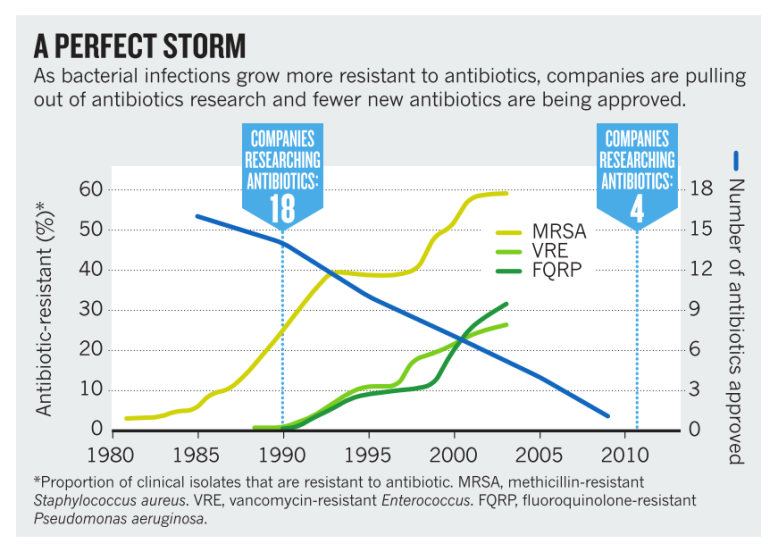 A PERFECT STORM
As bacterial infections grow more resistant to antibiotics, companies are pulling
out of antibiotics research and fewer new antibiotics are being approved.
COMPANIES
RESEARCHING
ANTIBIOTICS:
18
COMPANIES
RESEARCHING
ANTIBIOTICS:
4
Antibiotic-resistant (%)*
60
50
40
30
20
10
0
MRSA
VRE
FQRP
18
15
12
9
6
3
0
Number of antibiotics approved
1980
1985
1990
1995
2000
2005
2010
*Proportion of clinical isolates that are resistant to antibiotic. MRSA, methicillin-resistant
Staphylococcus aureus. VRE, vancomycin-resistant Enterococcus. FQRP, fluoroquinolone-resistant
Pseudomonas aeruginosa.